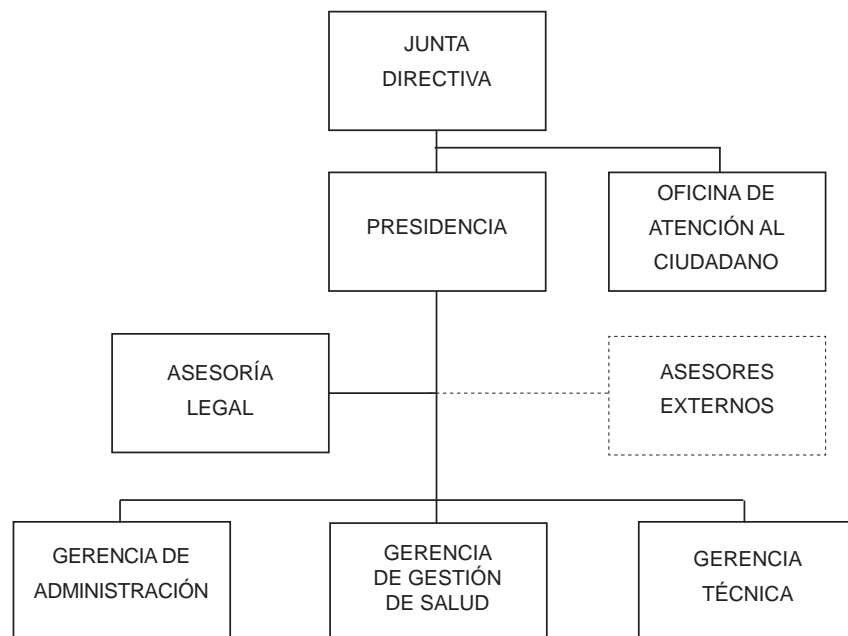 JUNTA
DIRECTIVA
PRESIDENCIA
OFICINA DE
ATENCIÓN AL
CIUDADANO
ASESORÍA
LEGAL
ASESORES
EXTERNOS
GERENCIA DE
ADMINISTRACIÓN
GERENCIA
DE GESTIÓN
DE SALUD
GERENCIA
TÉCNICA